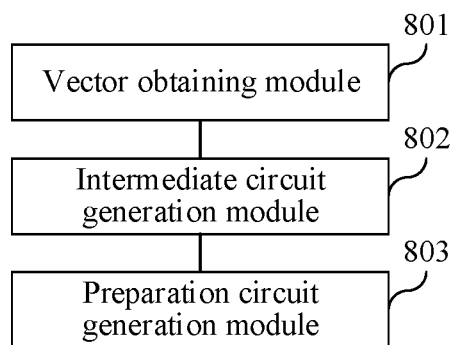 801
Vector obtaining module
802
Intermediate circuit
generation module
803
Preparation circuit
generation module